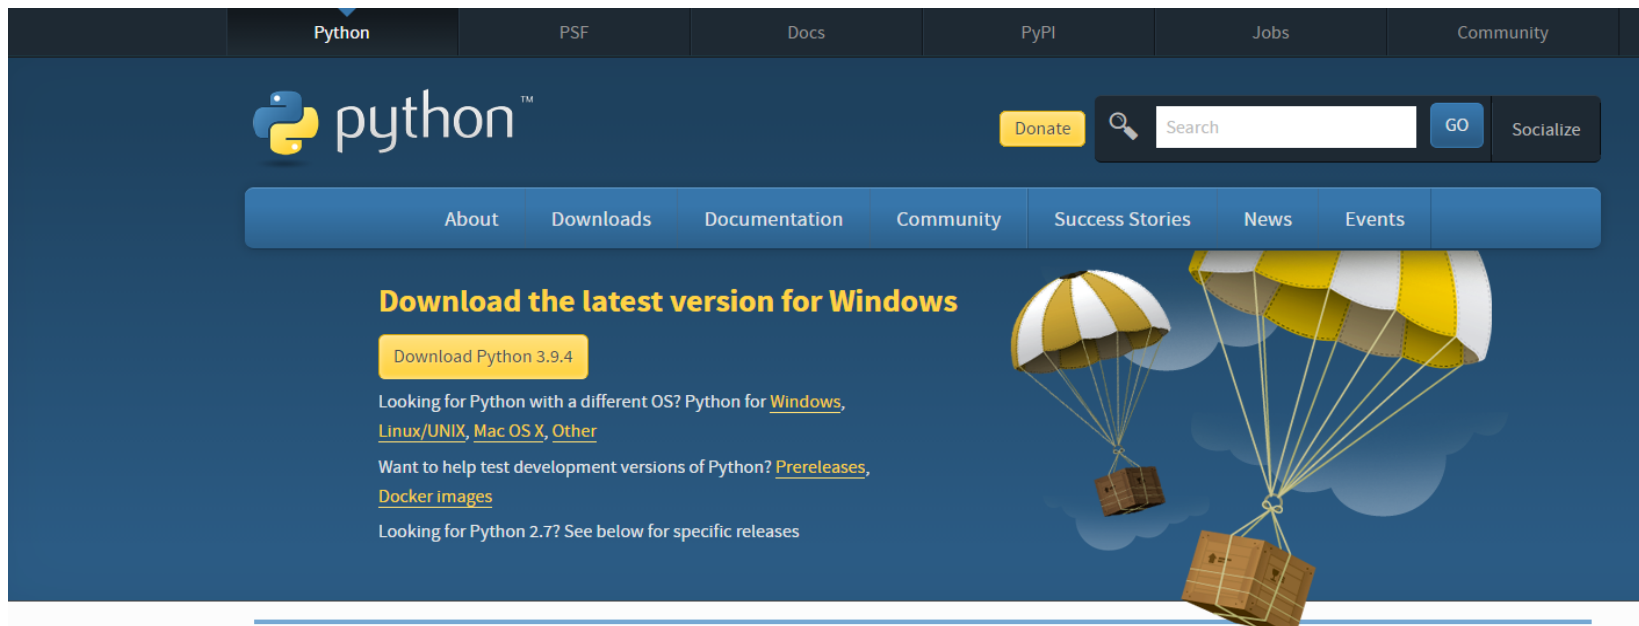 Python PSF Docs PyPI Jobs Community
python™
Donate Search GO Socialize
About Downloads Documentation Community Success Stories News Events
Download the latest version for Windows
Download Python 3.9.4
Looking for Python with a different OS? Python for Windows,
Linux/UNIX, Mac OS X, Other
Want to help test development versions of Python? Prereleases,
Docker images
Looking for Python 2.7? See below for specific releases